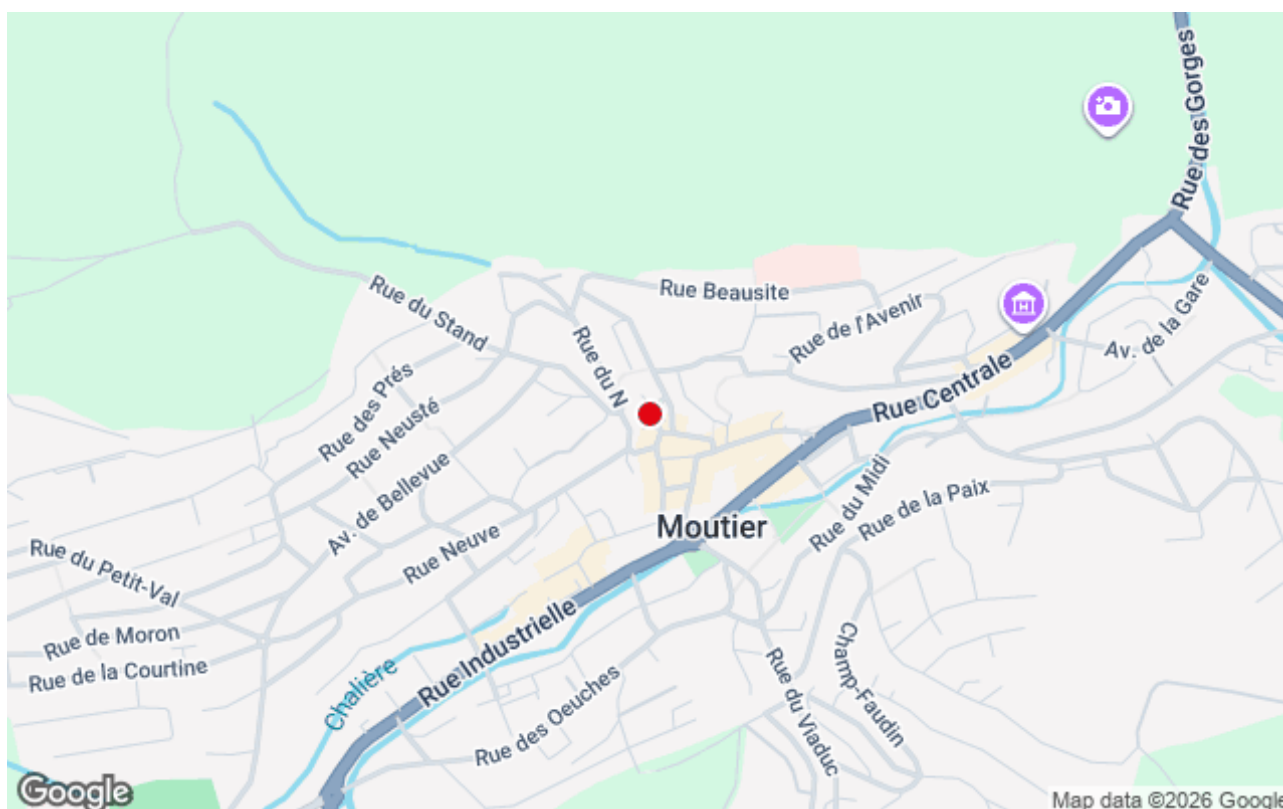 Rue des Gorges
Rue Beausite
Rue du Stand
Rue de l'Avenir
Av. de la Gare
Rue du N
Rue Centrale
Rue des Prés
Rue Neusté
Av. de Bellevue
Rue du Midi
Rue de la Paix
Moutier
Rue Neuve
Rue du Petit-Val
Rue de Moron
Rue Industrielle
Champ-Faudin
Rue de la Courtine
Chalière
Rue des Oeuches
Rue du Viaduc
Google
Map data ©2026 Google